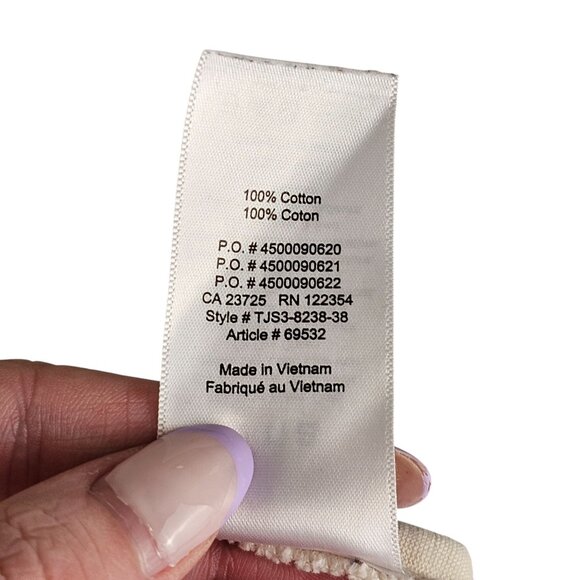 100% Cotton
100% Coton
P.O. # 4500090620
P.O. # 4500090621
P.O. # 4500090622
CA 23725 RN 122354
Style # TJS3-8238-38
Article # 69532
Made in Vietnam
Fabriqué au Vietnam